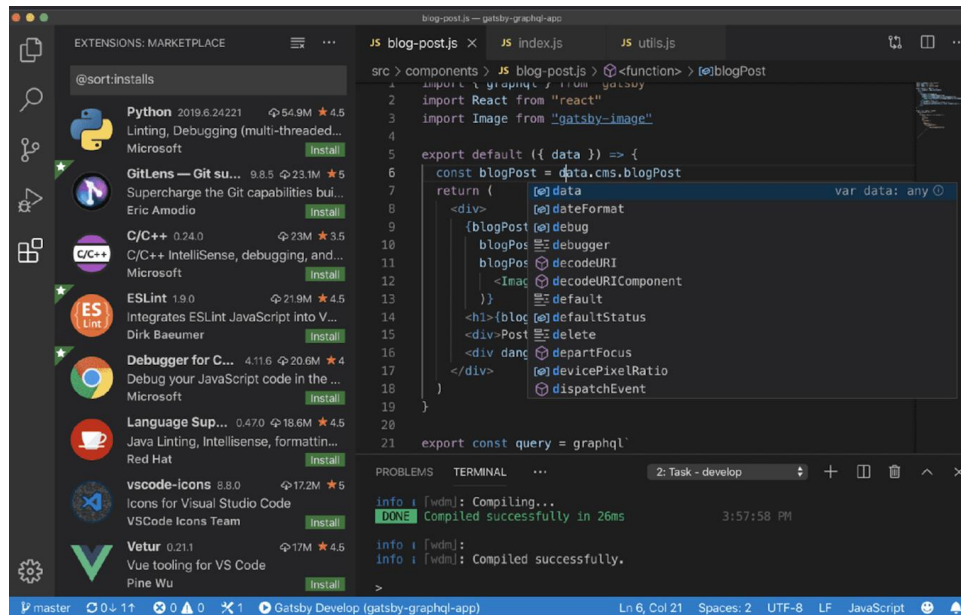 blog-post.js — gatsby-graphql-app
EXTENSIONS: MARKETPLACE
@sort:installs
Python 2019.6.24221 54.9M ★ 4.5
Linting, Debugging (multi-threaded...
Microsoft Install
GitLens — Git su... 9.8.5 23.1M ★ 5
Supercharge the Git capabilities bui...
Eric Amodio Install
C/C++ 0.24.0 23M ★ 3.5
C/C++
C/C++ IntelliSense, debugging, and...
Microsoft Install
ESLint 1.9.0 21.9M ★ 4.5
ES
Lint
Integrates ESLint JavaScript into V...
Dirk Baeumer Install
Debugger for C... 4.11.6 20.6M ★ 4
Debug your JavaScript code in the ...
Microsoft Install
Language Sup... 0.47.0 18.6M ★ 4.5
Java Linting, Intellisense, formattin...
Red Hat Install
vscode-icons 8.8.0 17.2M ★ 5
Icons for Visual Studio Code
VSCode Icons Team Install
Vetur 0.21.1 17M ★ 4.5
Vue tooling for VS Code
Pine Wu Install
JS blog-post.js × JS index.js JS utils.js
src > components > JS blog-post.js > <function> > blogPost
1 import { graphql } from "gatsby"
2 import React from "react"
3 import Image from "gatsby-image"
4
5 export default ({ data }) => {
6 const blogPost = data.cms.blogPost
7 return (
8 <div>
9 {blogPos
10 blogPos
11 blogPos
12 <Imag
13 )}
14 <h1>{blog
15 <div>Post
16 <div dang
17 </div>
18 )
19 }
20
21 export const query = graphql`
data var data: any
dateFormat
debug
debugger
decodeURI
decodeURIComponent
default
defaultStatus
delete
departFocus
devicePixelRatio
dispatchEvent
PROBLEMS TERMINAL ... 2: Task - develop
info [wdm]: Compiling...
DONE Compiled successfully in 26ms 3:57:58 PM
info [wdm]:
info [wdm]: Compiled successfully.
>
master 0↓ 1↑ 0 0 1 Gatsby Develop (gatsby-graphql-app) Ln 6, Col 21 Spaces: 2 UTF-8 LF JavaScript